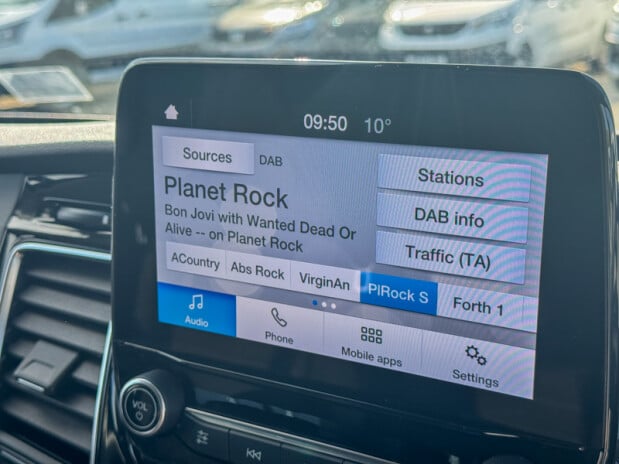 09:50 10°
Sources DAB
Stations
Planet Rock
DAB info
Bon Jovi with Wanted Dead Or
Alive -- on Planet Rock
Traffic (TA)
ACountry Abs Rock VirginAn PlRock S Forth 1
Audio Phone Mobile apps Settings
VOL